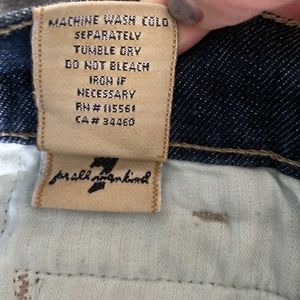 MACHINE WASH COLD
SEPARATELY
TUMBLE DRY
DO NOT BLEACH
IRON IF
NECESSARY
RN # 115561
CA # 34460
7
for all mankind